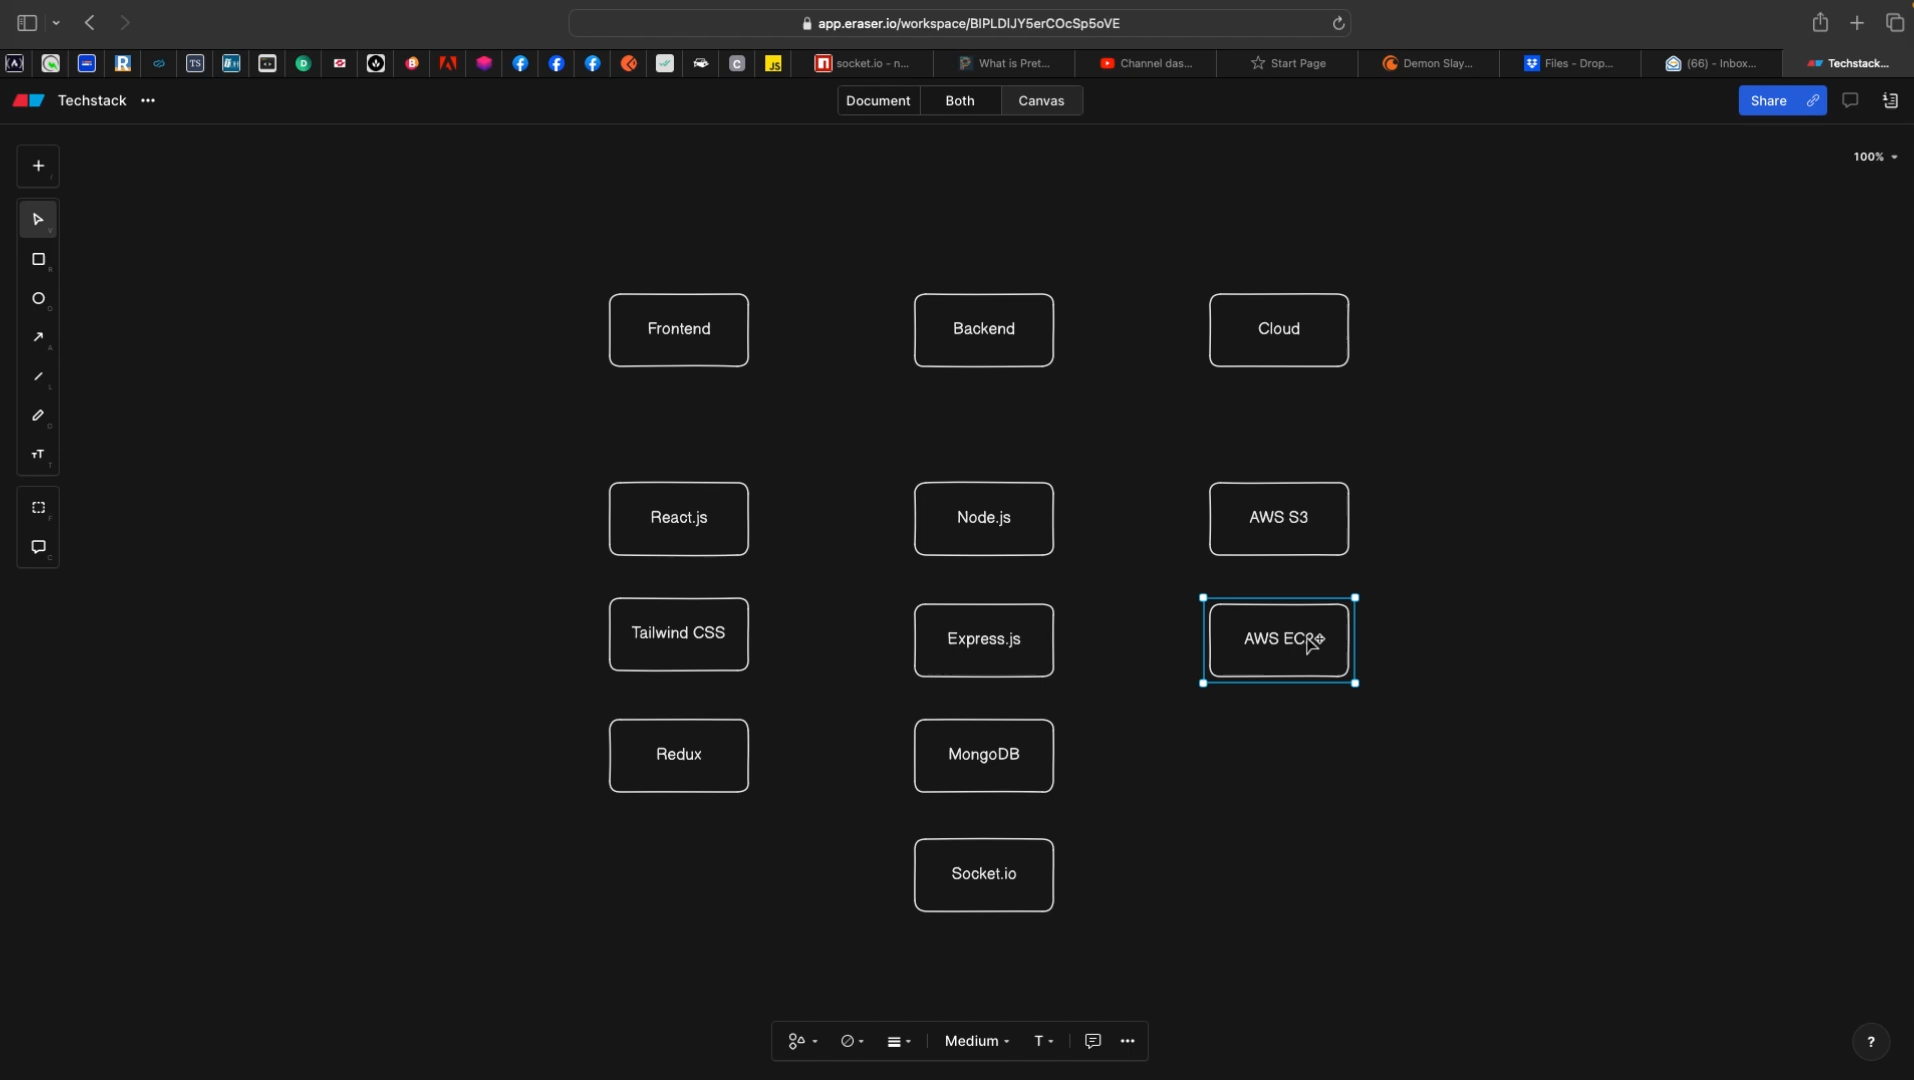 app.eraser.io/workspace/BIPLDIJY5erCOcSp5oVE
TS
socket.io - n...
What is Pret...
Channel das...
Start Page
Demon Slay...
Files - Drop...
(66) - Inbox...
Techstack...
Techstack
Document
Both
Canvas
Share
100%
Frontend
Backend
Cloud
React.js
Node.js
AWS S3
Tailwind CSS
Express.js
AWS
Redux
MongoDB
Socket.io
Medium
T
?